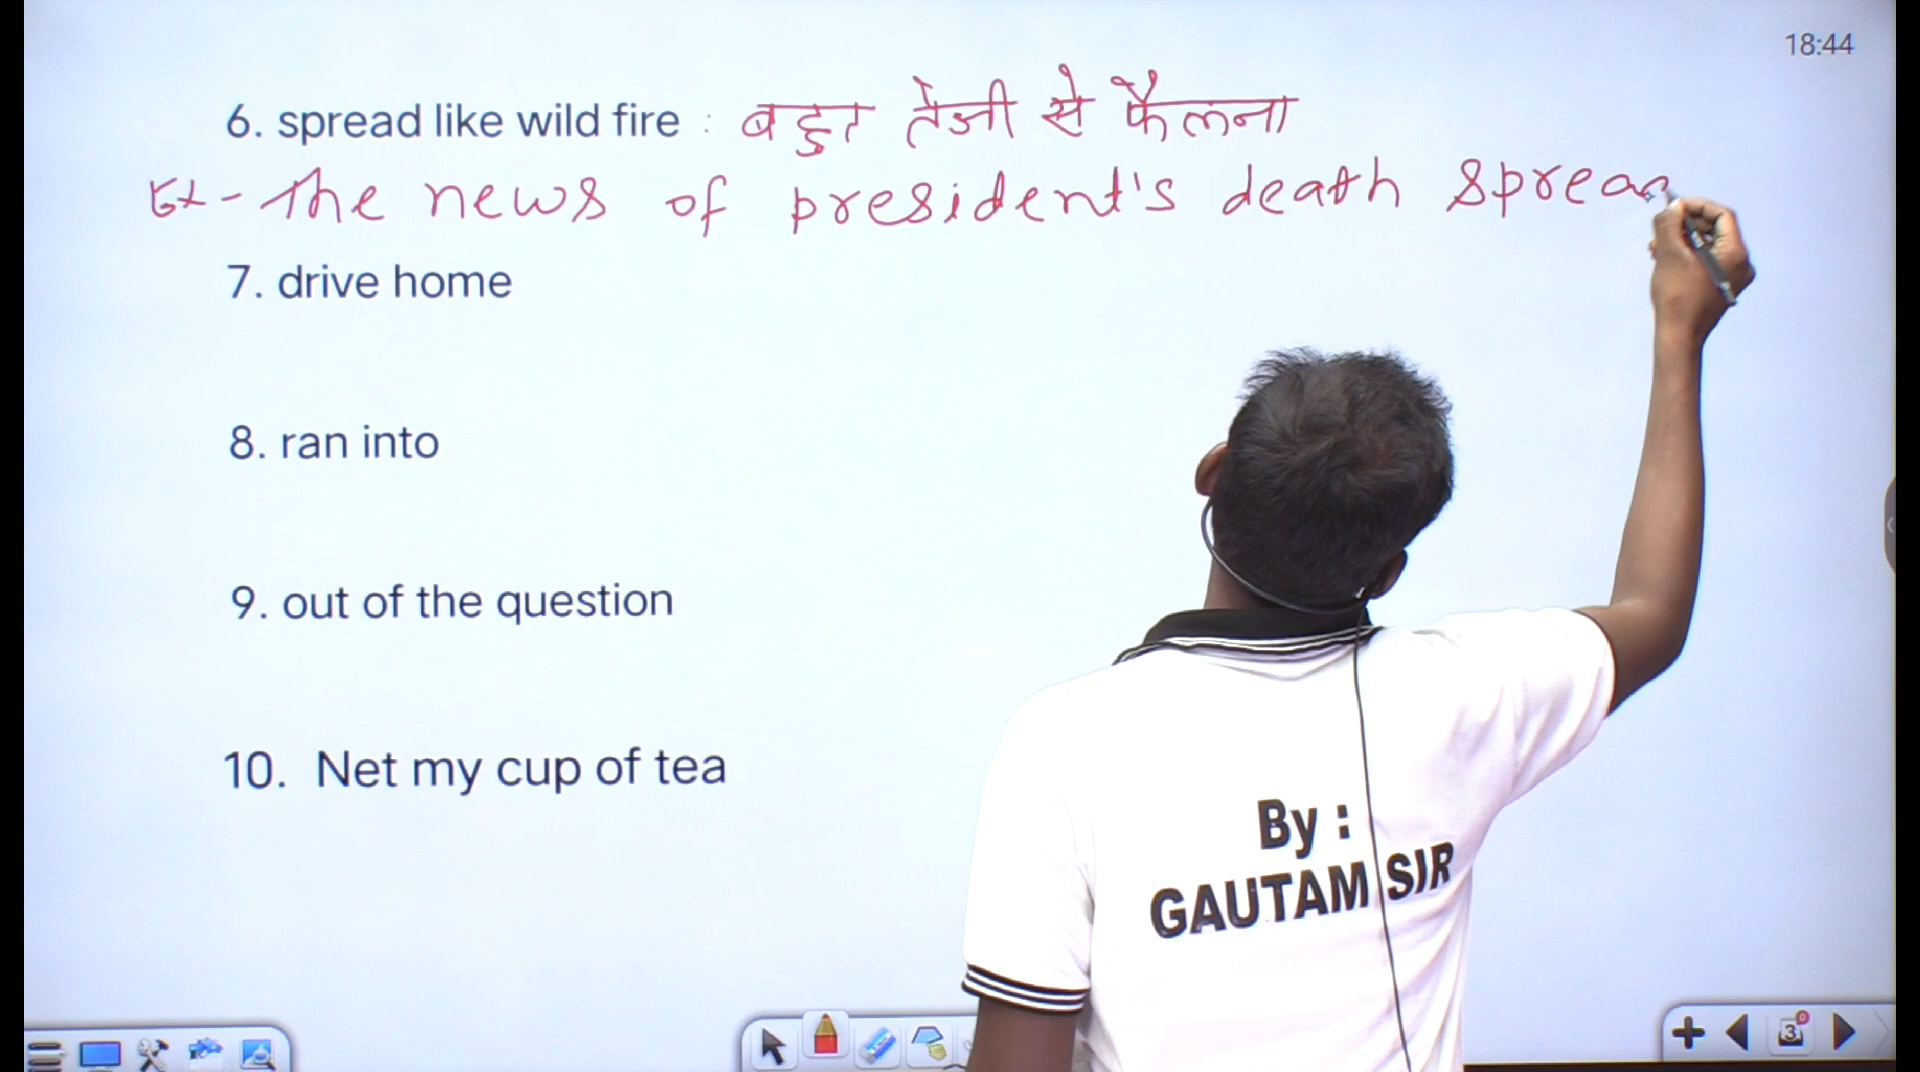 18:44
6. spread like wild fire : बहुत तेजी से फैलना
Ex - The news of president's death sprea
7. drive home
8. ran into
9. out of the question
10. Net my cup of tea
By :
GAUTAM SIR
3